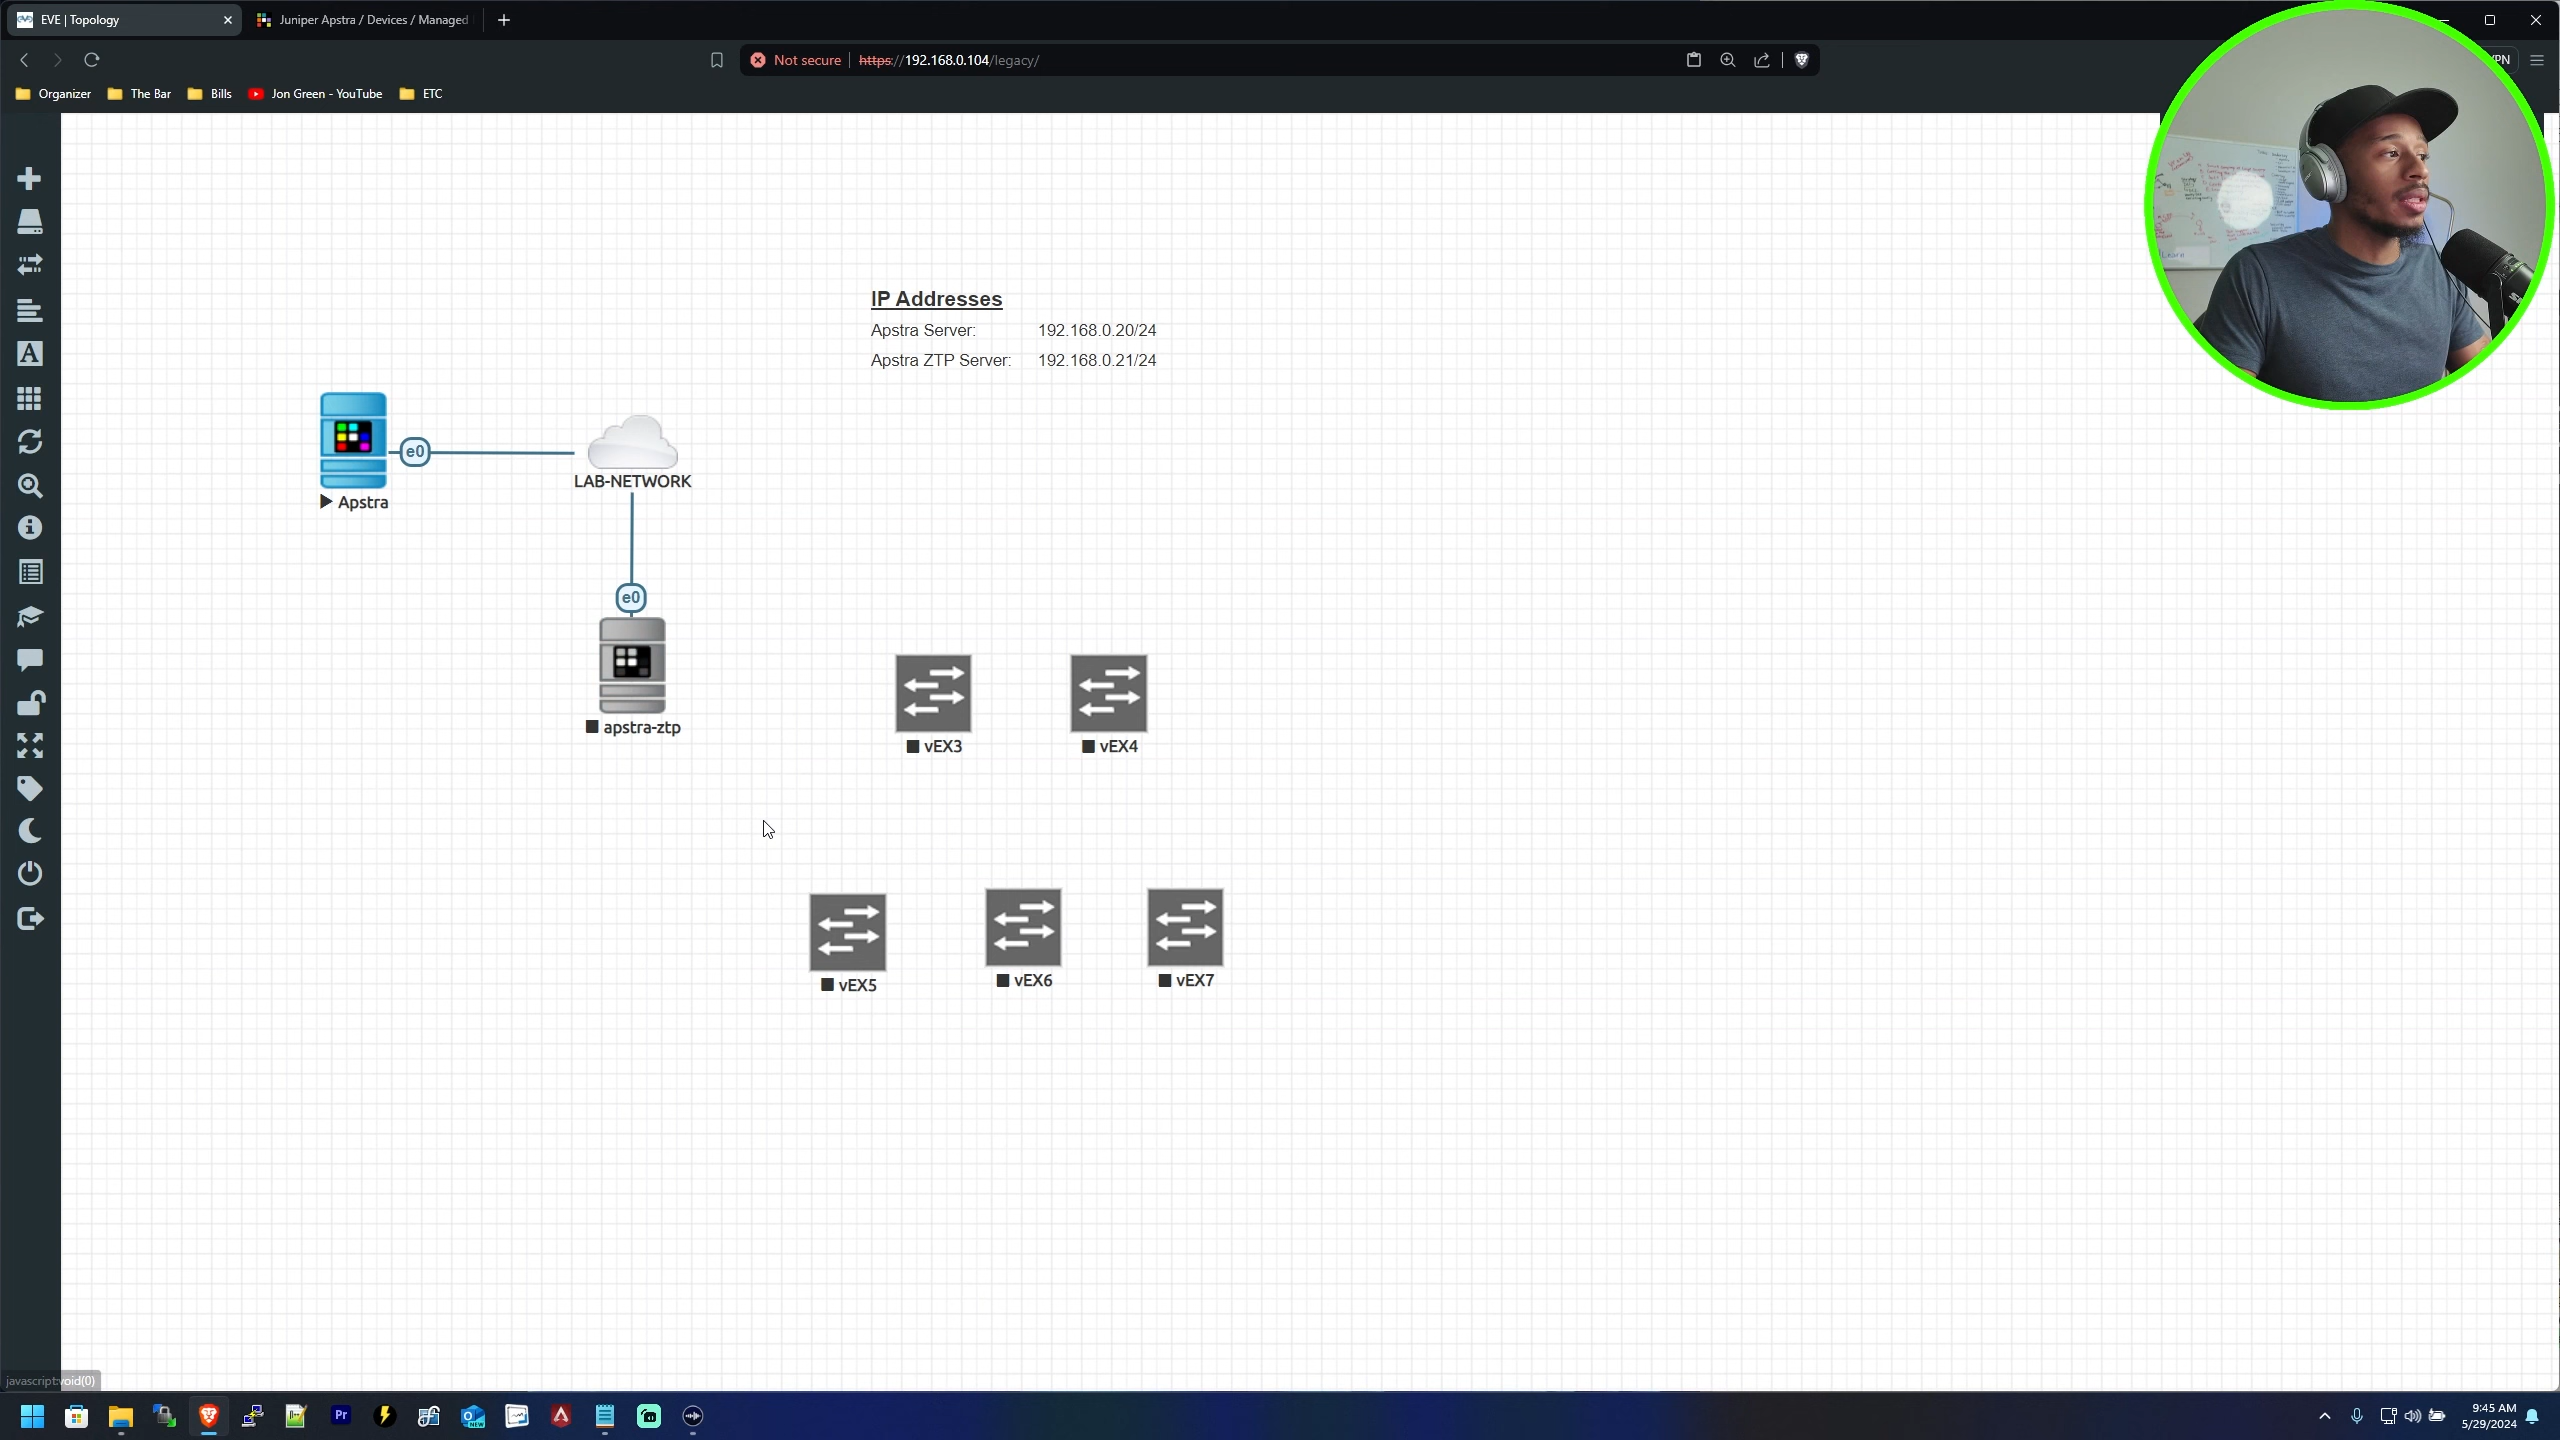 EVE | Topology
Juniper Apstra / Devices / Managed
Not secure
https://192.168.0.104/legacy/
PN
Organizer
The Bar
Bills
Jon Green - YouTube
ETC
IP Addresses
Apstra Server: 192.168.0.20/24
Apstra ZTP Server: 192.168.0.21/24
e0
LAB-NETWORK
Apstra
e0
apstra-ztp
vEX3
vEX4
vEX5
vEX6
vEX7
javascript:void(0)
Pr
NEW
9:45 AM
5/29/2024